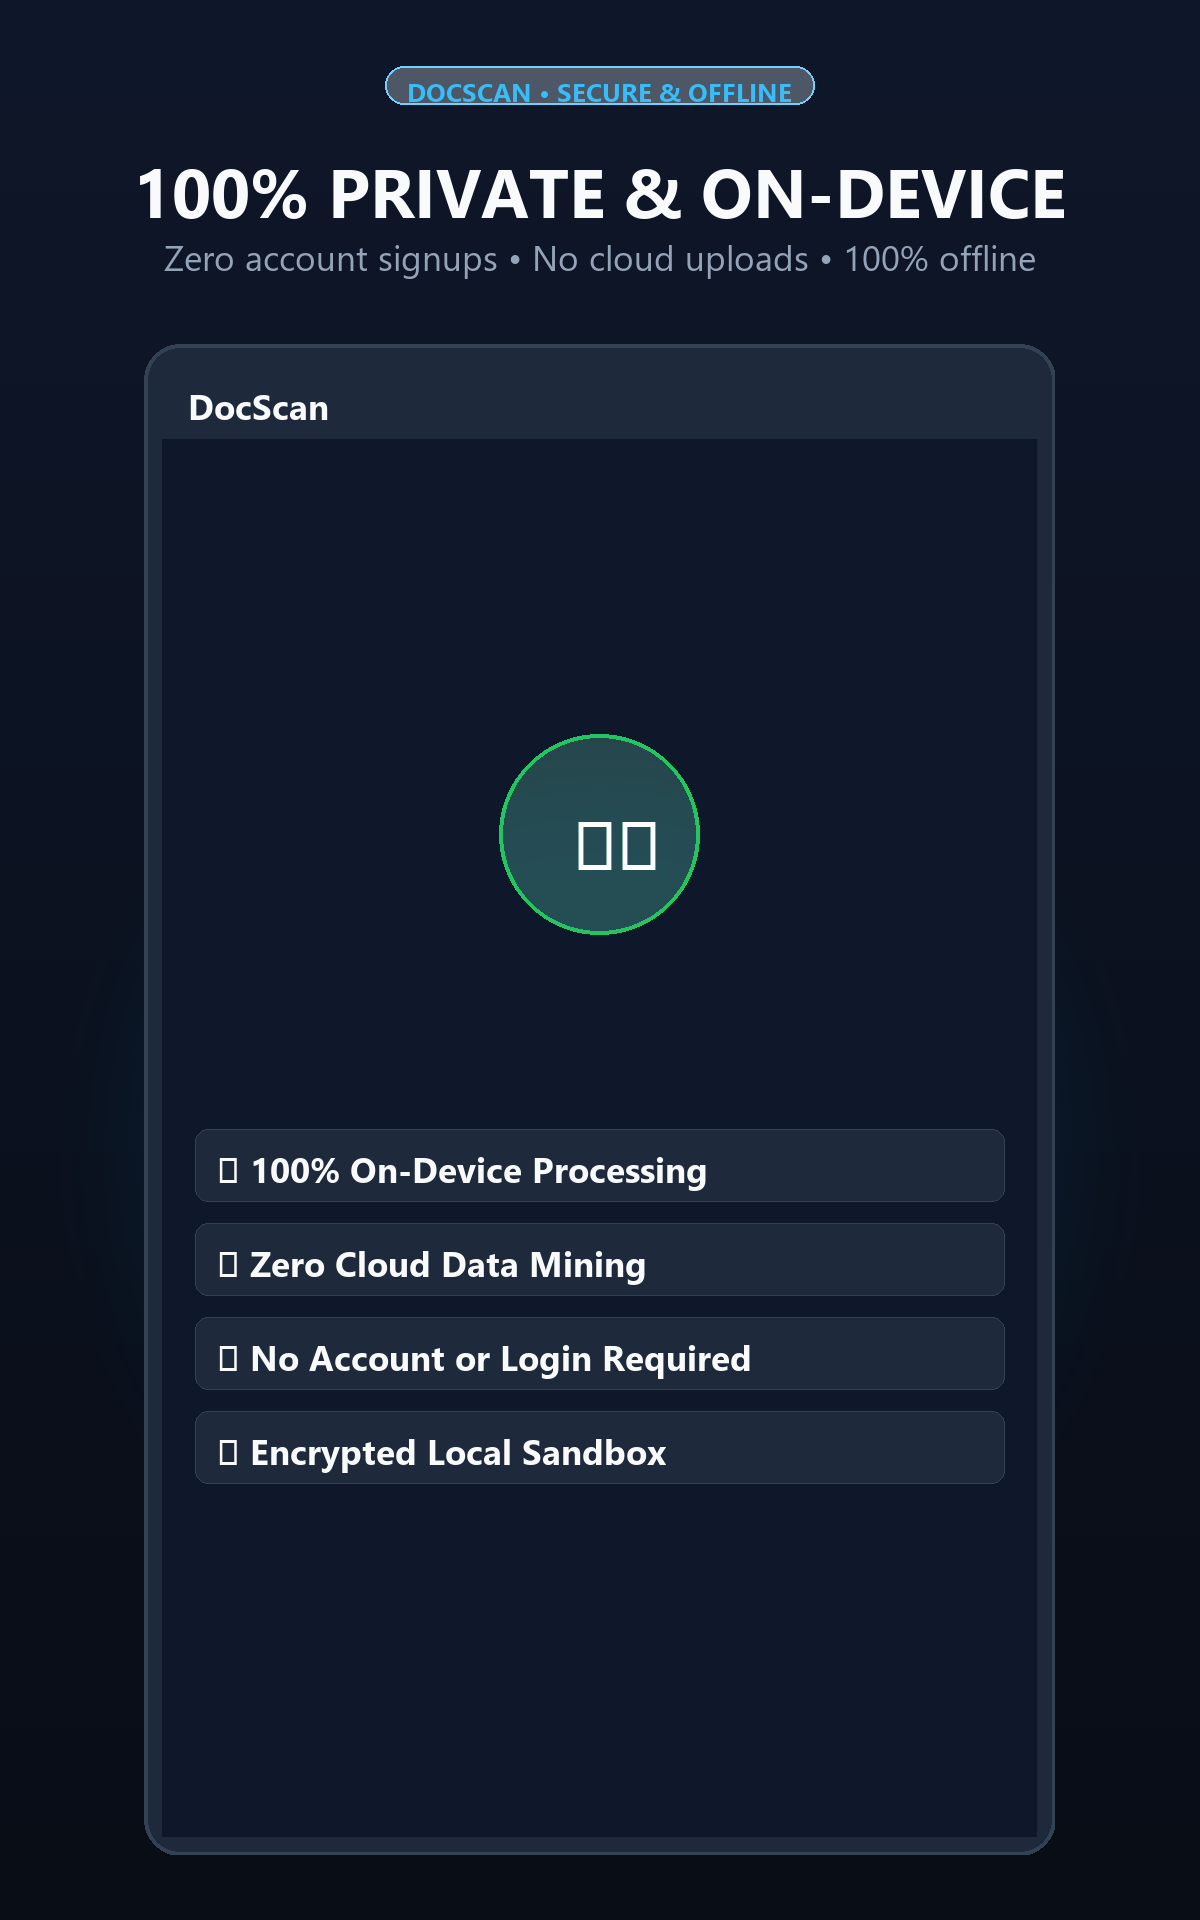 DOCSCAN • SECURE & OFFLINE
100% PRIVATE & ON-DEVICE
Zero account signups • No cloud uploads • 100% offline
DocScan
100% On-Device Processing
Zero Cloud Data Mining
No Account or Login Required
Encrypted Local Sandbox